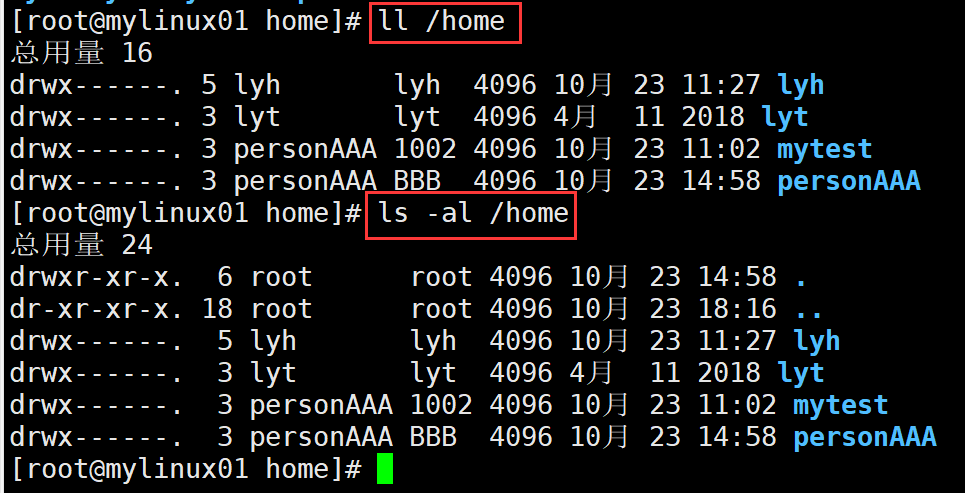 [root@mylinux01 home]# ll /home
总用量 16
drwx------. 5 lyh       lyh  4096 10月 23 11:27 lyh
drwx------. 3 lyt       lyt  4096 4月  11 2018 lyt
drwx------. 3 personAAA 1002 4096 10月 23 11:02 mytest
drwx------. 3 personAAA BBB  4096 10月 23 14:58 personAAA
[root@mylinux01 home]# ls -al /home
总用量 24
drwxr-xr-x.  6 root      root 4096 10月 23 14:58 .
dr-xr-xr-x. 18 root      root 4096 10月 23 18:16 ..
drwx------.  5 lyh       lyh  4096 10月 23 11:27 lyh
drwx------.  3 lyt       lyt  4096 4月  11 2018 lyt
drwx------.  3 personAAA 1002 4096 10月 23 11:02 mytest
drwx------.  3 personAAA BBB  4096 10月 23 14:58 personAAA
[root@mylinux01 home]#